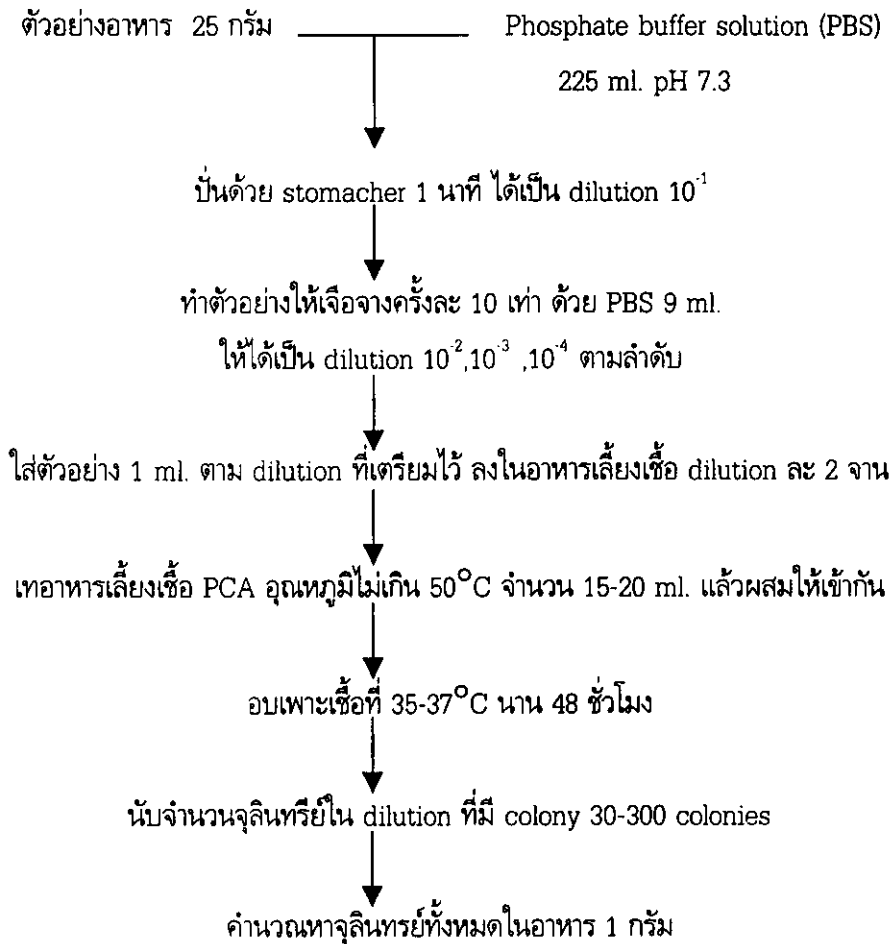 ตัวอย่างอาหาร 25 กรัม Phosphate buffer solution (PBS)
225 ml. pH 7.3
ปั่นด้วย stomacher 1 นาที ได้เป็น dilution 10⁻¹
ทำตัวอย่างให้เจือจางครั้งละ 10 เท่า ด้วย PBS 9 ml.
ให้ได้เป็น dilution 10⁻²,10⁻³ ,10⁻⁴ ตามลำดับ
ใส่ตัวอย่าง 1 ml. ตาม dilution ที่เตรียมไว้ ลงในอาหารเลี้ยงเชื้อ dilution ละ 2 จาน
เทอาหารเลี้ยงเชื้อ PCA อุณหภูมิไม่เกิน 50°C จำนวน 15-20 ml. แล้วผสมให้เข้ากัน
อบเพาะเชื้อที่ 35-37°C นาน 48 ชั่วโมง
นับจำนวนจุลินทรีย์ใน dilution ที่มี colony 30-300 colonies
คำนวณหาจุลินทรย์ทั้งหมดในอาหาร 1 กรัม